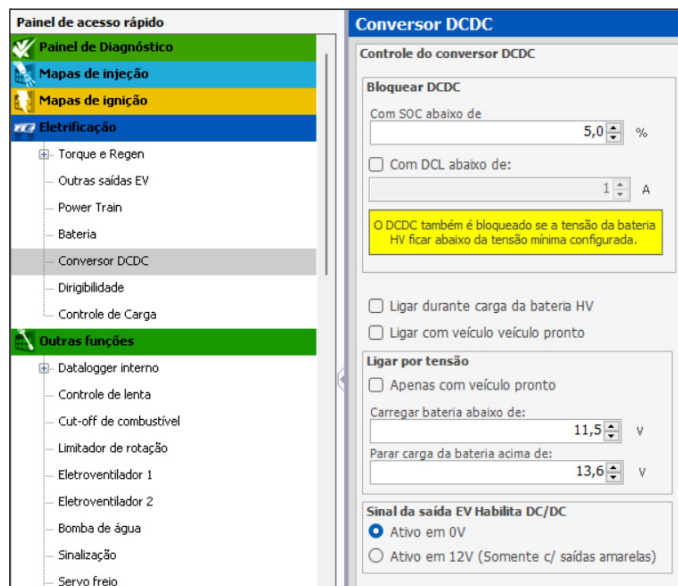 Painel de acesso rápido
Painel de Diagnóstico
Mapas de injeção
Mapas de ignição
Eletrificação
Torque e Regen
Outras saídas EV
Power Train
Bateria
Conversor DCDC
Dirigibilidade
Controle de Carga
Outras funções
Datalogger interno
Controle de lenta
Cut-off de combustível
Limitador de rotação
Eletroventilador 1
Eletroventilador 2
Bomba de água
Sinalização
Servo freio
Conversor DCDC
Controle do conversor DCDC
Bloquear DCDC
Com SOC abaixo de
5,0 %
Com DCL abaixo de:
1 A
O DCDC também é bloqueado se a tensão da bateria
HV ficar abaixo da tensão mínima configurada.
Ligar durante carga da bateria HV
Ligar com veículo veículo pronto
Ligar por tensão
Apenas com veículo pronto
Carregar bateria abaixo de:
11,5 V
Parar carga da bateria acima de:
13,6 V
Sinal da saída EV Habilita DC/DC
Ativo em 0V
Ativo em 12V (Somente c/ saídas amarelas)